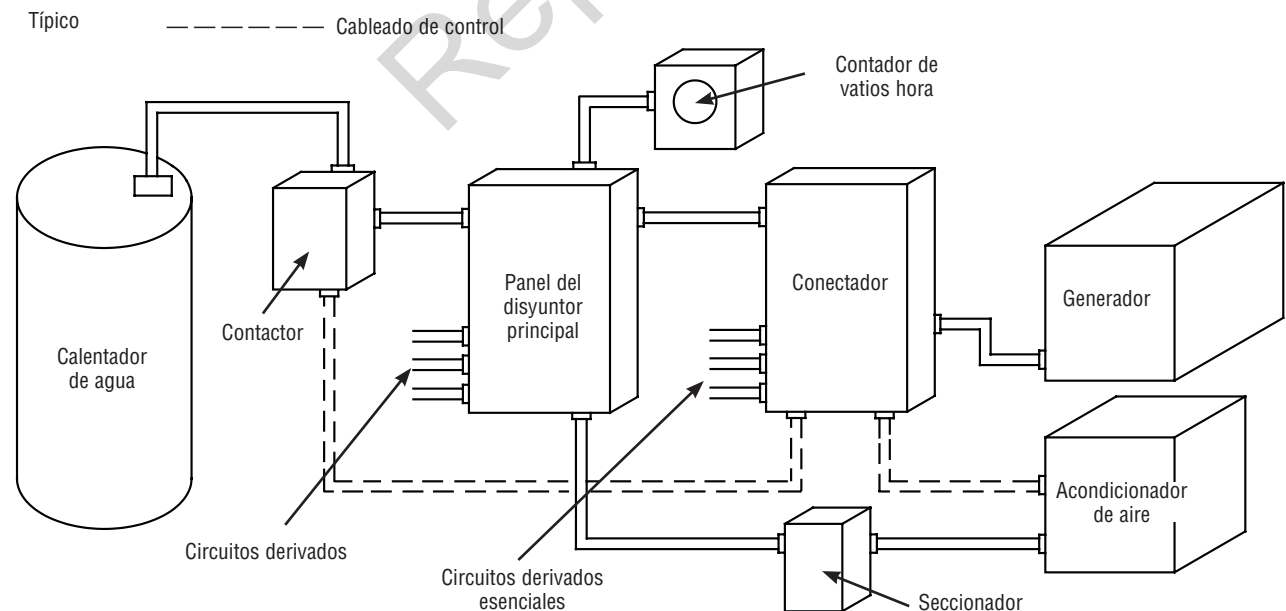 Típico
Cableado de control
Contador de
vatios hora
Panel del
disyuntor
principal
Conectador
Generador
Contactor
Calentador
de agua
Acondicionador
de aire
Circuitos derivados
Circuitos derivados
esenciales
Seccionador